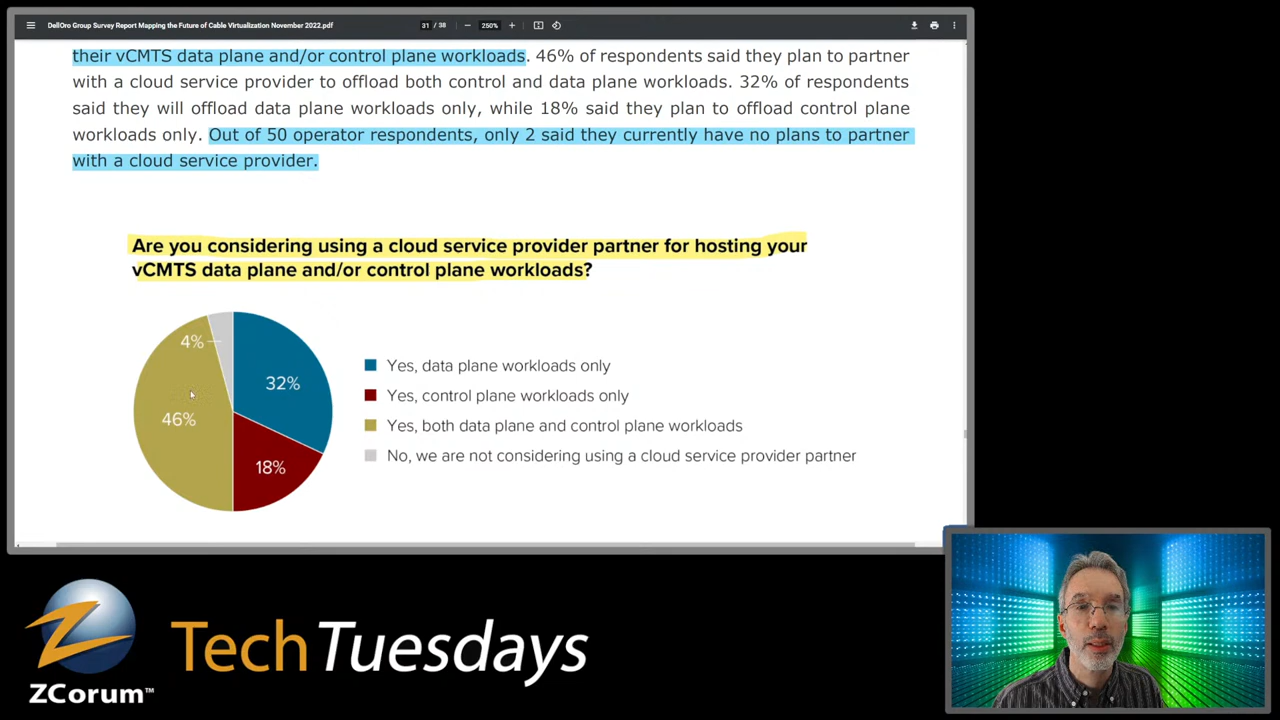 DellOro Group Survey Report Mapping the Future of Cable Virtualization November 2022.pdf
31 / 38
250%
their vCMTS data plane and/or control plane workloads. 46% of respondents said they plan to partner
with a cloud service provider to offload both control and data plane workloads. 32% of respondents
said they will offload data plane workloads only, while 18% said they plan to offload control plane
workloads only. Out of 50 operator respondents, only 2 said they currently have no plans to partner
with a cloud service provider.
Are you considering using a cloud service provider partner for hosting your
vCMTS data plane and/or control plane workloads?
4%
32%
46%
18%
Yes, data plane workloads only
Yes, control plane workloads only
Yes, both data plane and control plane workloads
No, we are not considering using a cloud service provider partner
TechTuesdays
ZCorum™